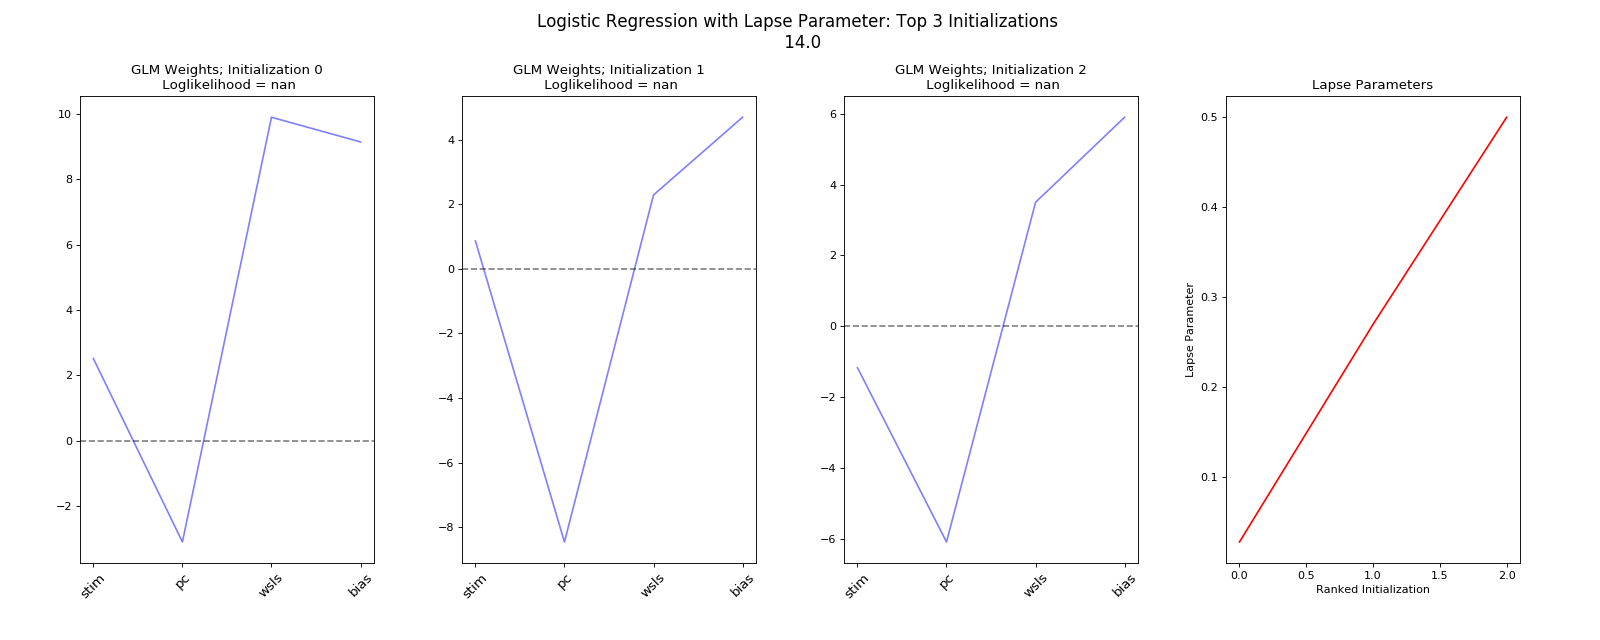 Logistic Regression with Lapse Parameter: Top 3 Initializations
14.0
GLM Weights; Initialization 0
Loglikelihood = nan
10
8
6
4
2
0
−2
stim
pc
wsls
bias
GLM Weights; Initialization 1
Loglikelihood = nan
4
2
0
−2
−4
−6
−8
stim
pc
wsls
bias
GLM Weights; Initialization 2
Loglikelihood = nan
6
4
2
0
−2
−4
−6
stim
pc
wsls
bias
Lapse Parameters
Lapse Parameter
0.5
0.4
0.3
0.2
0.1
0.0
0.5
1.0
1.5
2.0
Ranked Initialization